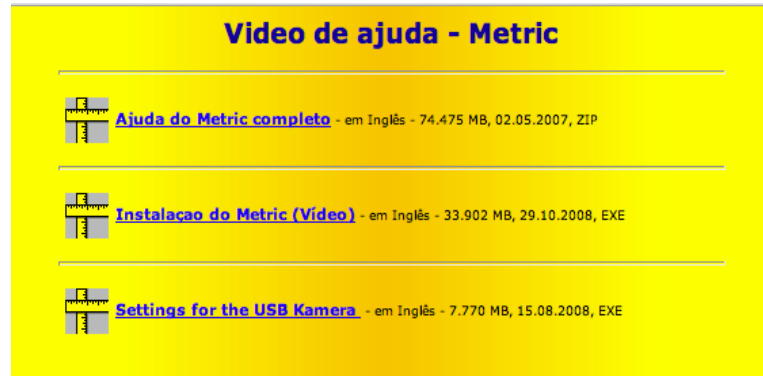 Video de ajuda - Metric
Ajuda do Metric completo - em Inglês - 74.475 MB, 02.05.2007, ZIP
Instalaçao do Metric (Vídeo) - em Inglês - 33.902 MB, 29.10.2008, EXE
Settings for the USB Kamera - em Inglês - 7.770 MB, 15.08.2008, EXE